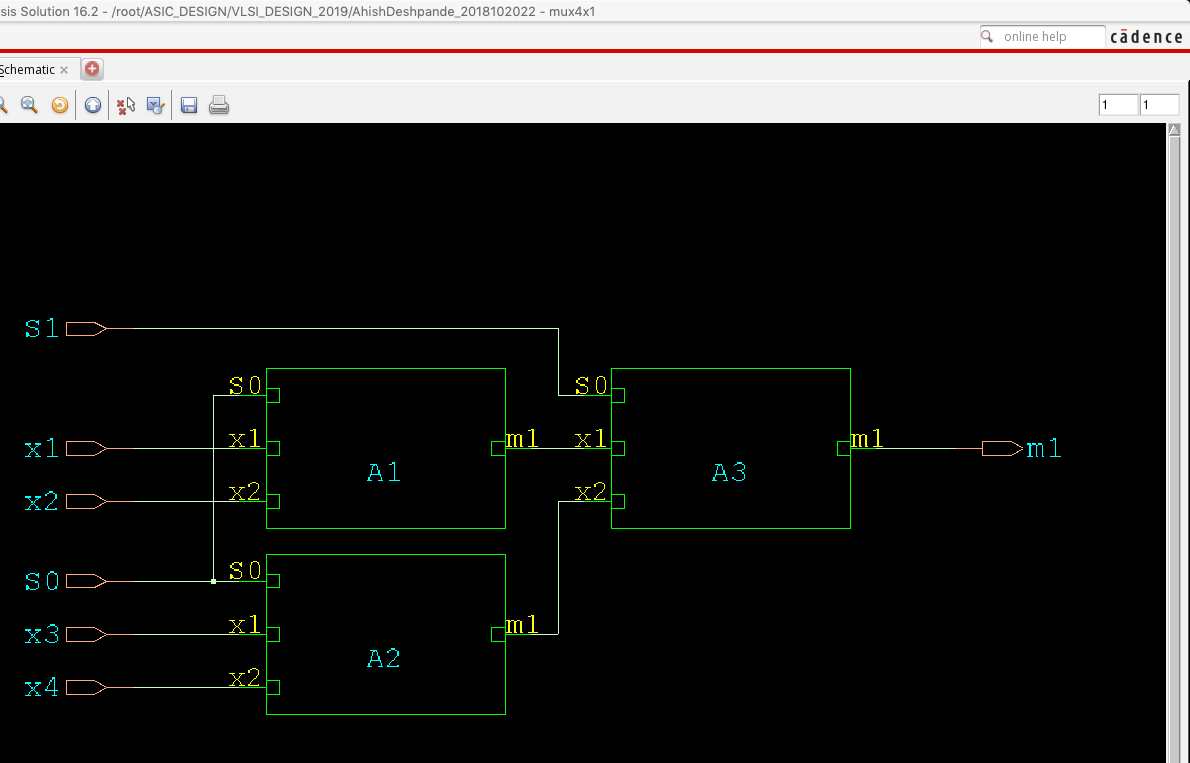 sis Solution 16.2 - /root/ASIC_DESIGN/VLSI_DESIGN_2019/AhishDeshpande_2018102022 - mux4x1
online help cādence
Schematic
1 1
S1
S0 S0
x1 x1 m1 x1 m1 m1
A1 A3
x2 x2 x2
S0 S0
x3 x1 m1
A2
x4 x2